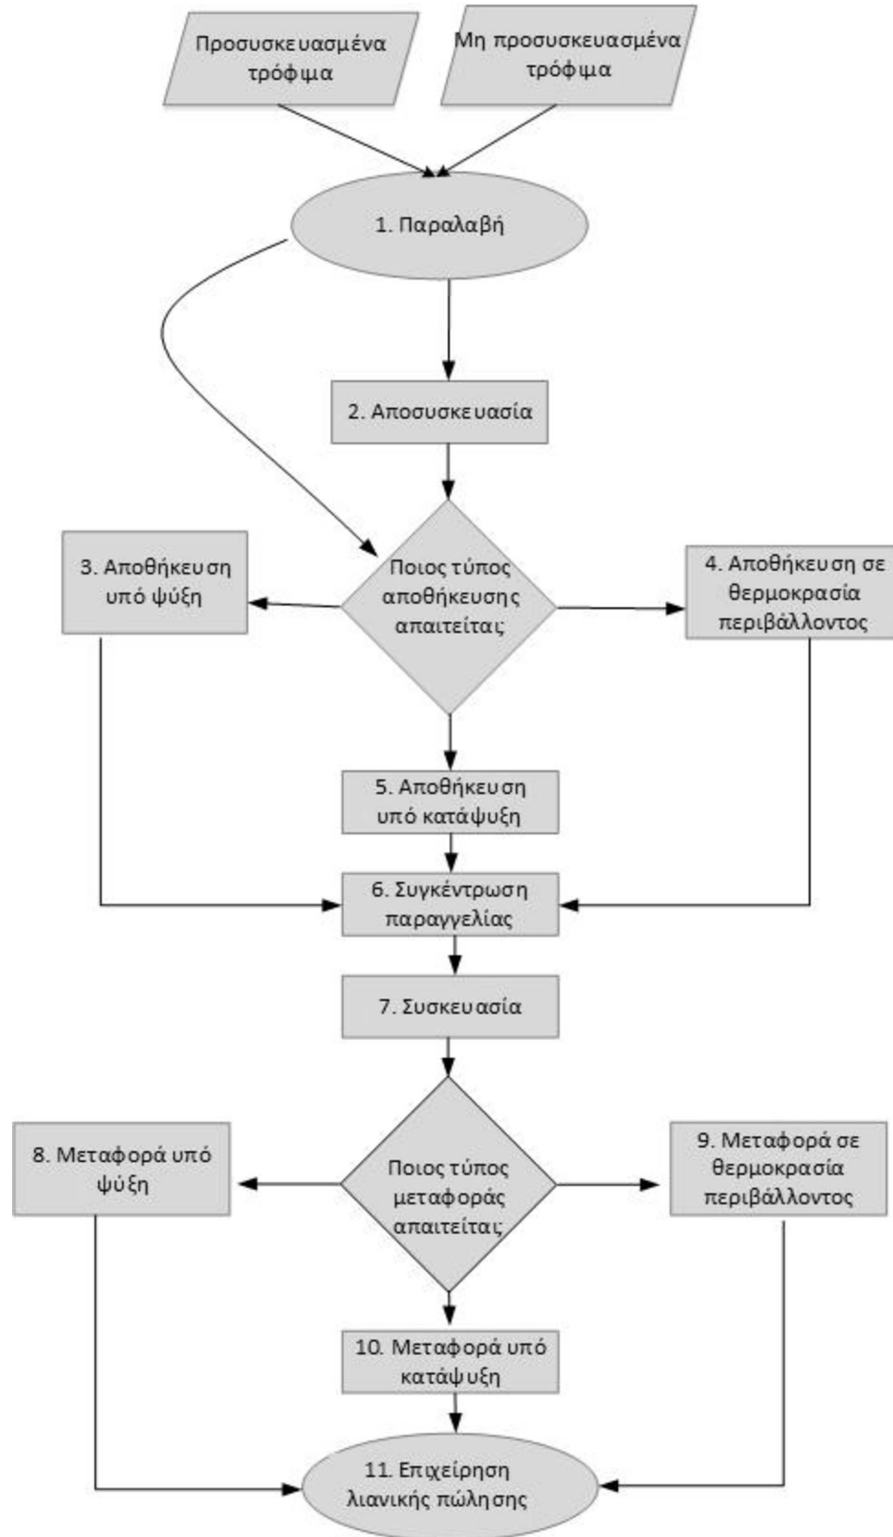 Προσυσκευασμένα
τρόφιμα
Μη προσυσκευασμένα
τρόφιμα
1. Παραλαβή
2. Αποσυσκευασία
3. Αποθήκευση
υπό ψύξη
Ποιος τύπος
αποθήκευσης
απαιτείται;
4. Αποθήκευση σε
θερμοκρασία
περιβάλλοντος
5. Αποθήκευση
υπό κατάψυξη
6. Συγκέντρωση
παραγγελίας
7. Συσκευασία
8. Μεταφορά υπό
ψύξη
Ποιος τύπος
μεταφοράς
απαιτείται;
9. Μεταφορά σε
θερμοκρασία
περιβάλλοντος
10. Μεταφορά υπό
κατάψυξη
11. Επιχείρηση
λιανικής πώλησης